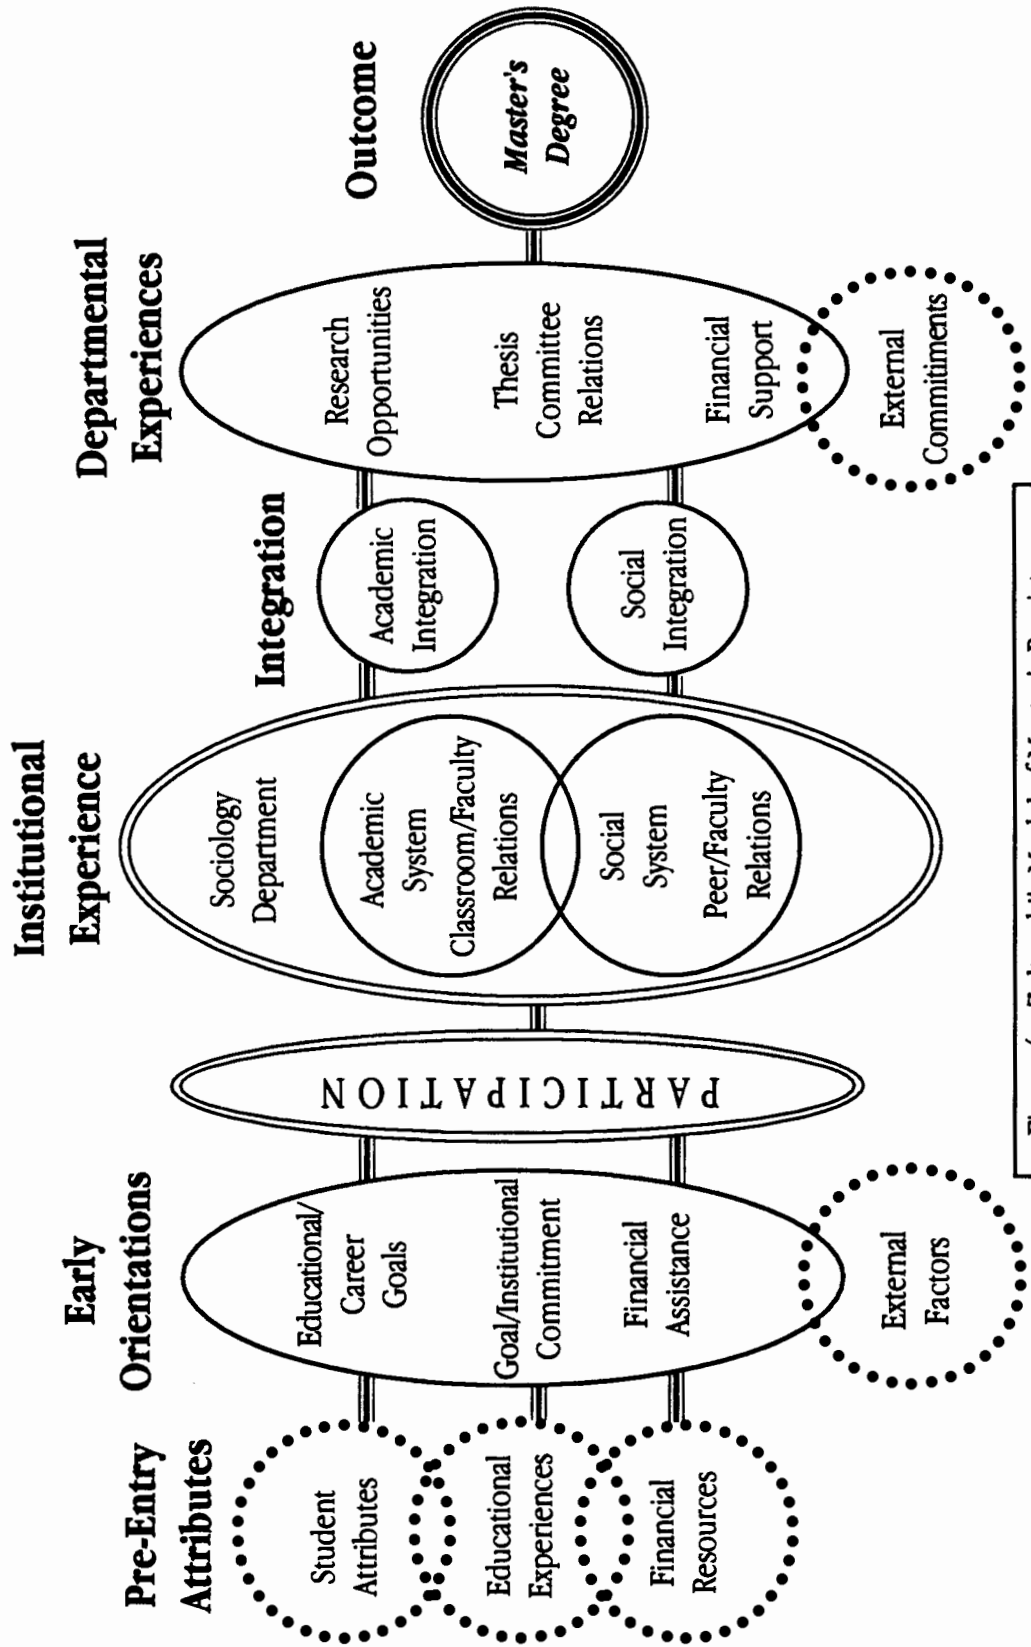 Pre-Entry
Attributes
Student
Attributes
Educational
Experiences
Financial
Resources
Early
Orientations
Educational/
Career
Goals
Goal/Institutional
Commitment
Financial
Assistance
External
Factors
PARTICIPATION
Institutional
Experience
Sociology
Department
Academic
System
Classroom/Faculty
Relations
Social
System
Peer/Faculty
Relations
Integration
Academic
Integration
Social
Integration
Departmental
Experiences
Research
Opportunities
Thesis
Committee
Relations
Financial
Support
External
Commitiments
Outcome
Master's
Degree